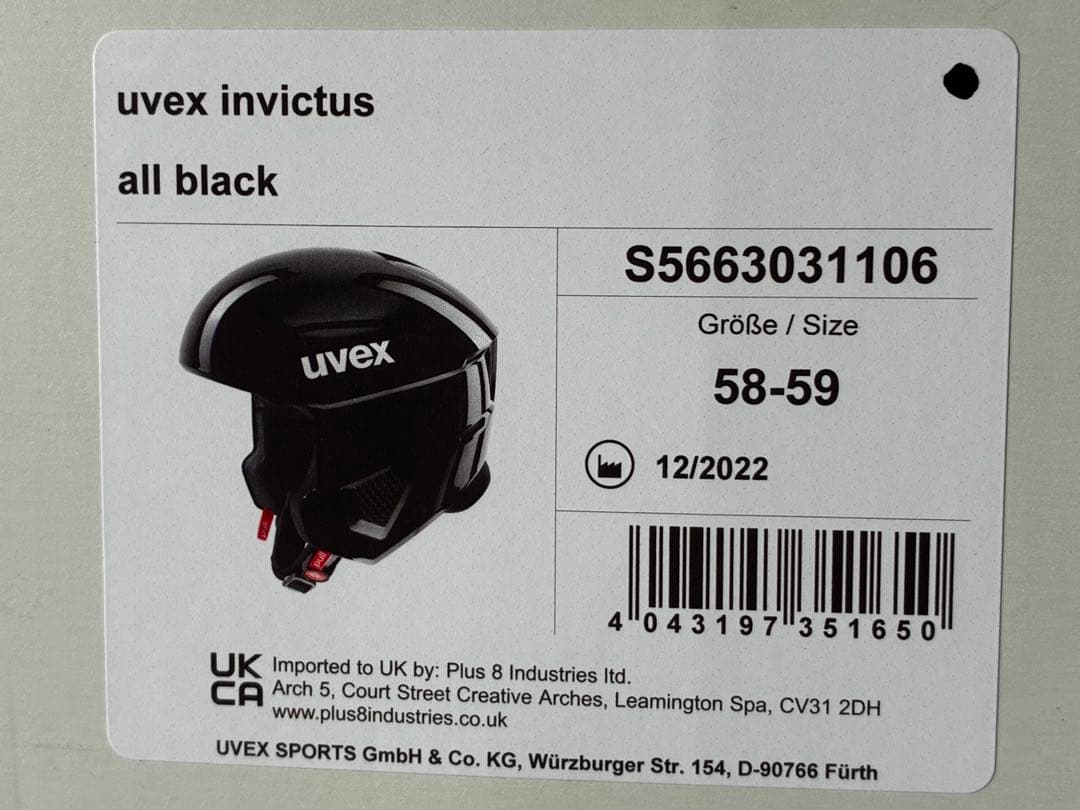 uvex invictus
all black
uvex
S5663031106
Größe / Size
58-59
12/2022
pull
4 043197 351650
UK
CA
Imported to UK by: Plus 8 Industries ltd.
Arch 5, Court Street Creative Arches, Leamington Spa, CV31 2DH
www.plus8industries.co.uk
UVEX SPORTS GmbH & Co. KG, Würzburger Str. 154, D-90766 Fürth